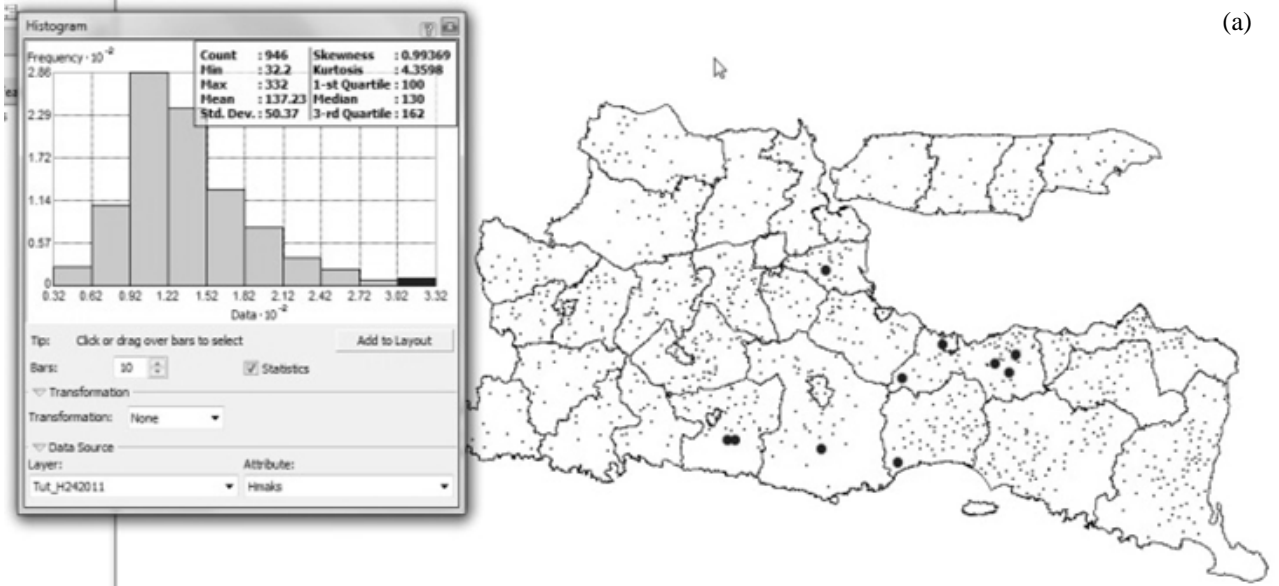 (a)
Histogram
Frequency · 10⁻²
Count : 946 Skewness : 0.99369
Min : 32.2 Kurtosis : 4.3598
Max : 332 1-st Quartile : 100
Mean : 137.23 Median : 130
Std. Dev. : 50.37 3-rd Quartile : 162
2.86
2.29
1.72
1.14
0.57
0
0.32 0.62 0.92 1.22 1.52 1.82 2.12 2.42 2.72 3.02 3.32
Data · 10⁻²
Tip: Click or drag over bars to select Add to Layout
Bars: 10 Statistics
Transformation
Transformation: None
Data Source
Layer: Attribute:
Tut_H242011 Hmaks